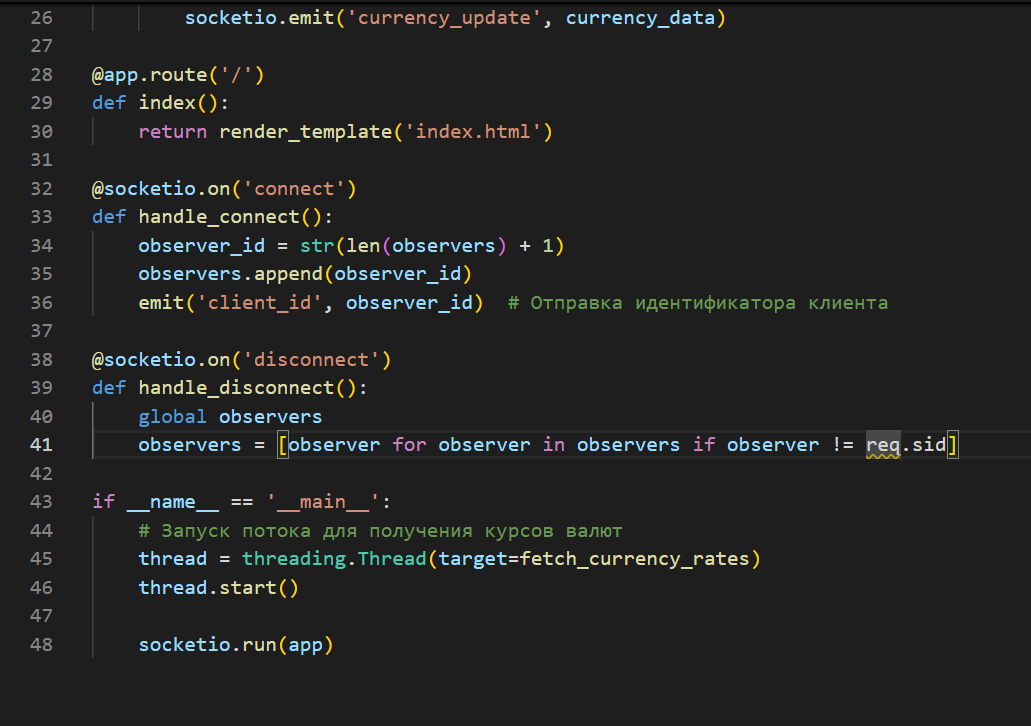 26 socketio.emit('currency_update', currency_data)
27
28 @app.route('/')
29 def index():
30 return render_template('index.html')
31
32 @socketio.on('connect')
33 def handle_connect():
34 observer_id = str(len(observers) + 1)
35 observers.append(observer_id)
36 emit('client_id', observer_id) # Отправка идентификатора клиента
37
38 @socketio.on('disconnect')
39 def handle_disconnect():
40 global observers
41 observers = [observer for observer in observers if observer != req.sid]
42
43 if __name__ == '__main__':
44 # Запуск потока для получения курсов валют
45 thread = threading.Thread(target=fetch_currency_rates)
46 thread.start()
47
48 socketio.run(app)